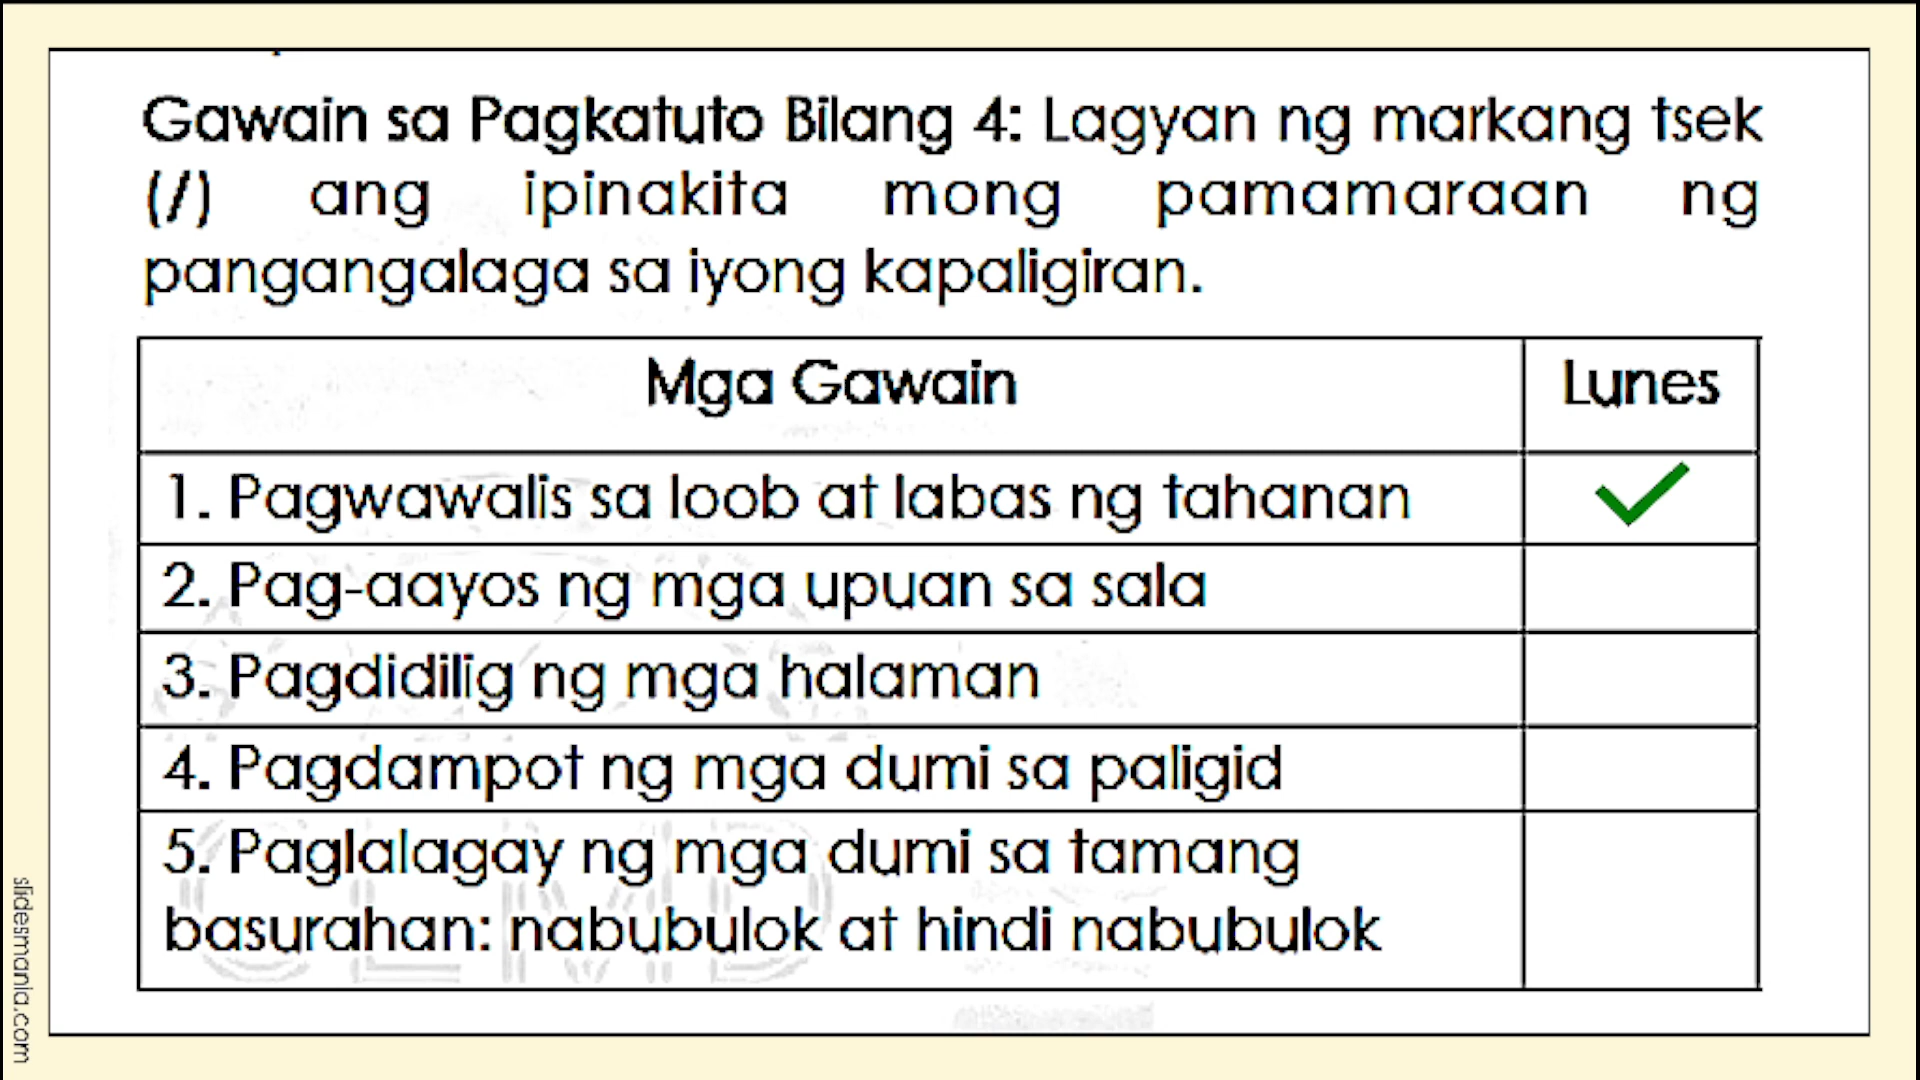 Gawain sa Pagkatuto Bilang 4: Lagyan ng markang tsek
(/) ang ipinakita mong pamamaraan ng
pangangalaga sa iyong kapaligiran.
Mga Gawain Lunes
1. Pagwawalis sa loob at labas ng tahanan
2. Pag-aayos ng mga upuan sa sala
3. Pagdidilig ng mga halaman
4. Pagdampot ng mga dumi sa paligid
5. Paglalagay ng mga dumi sa tamang
basurahan: nabubulok at hindi nabubulok
slidesmania.com